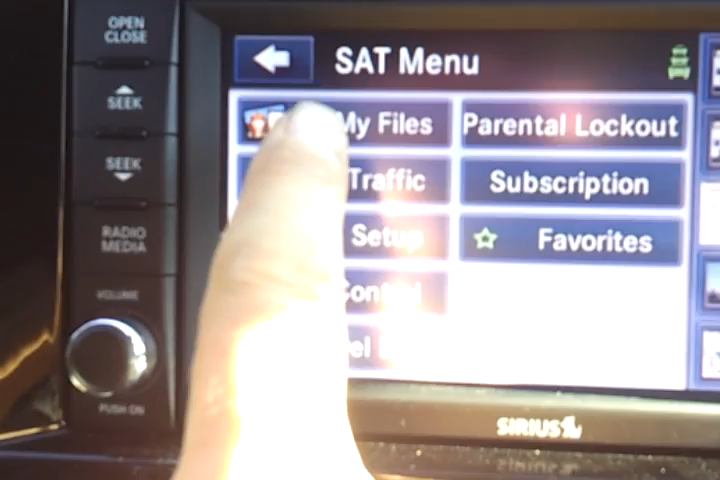 OPEN
CLOSE
SEEK
SEEK
RADIO
MEDIA
VOLUME
PUSH ON
SAT Menu
My Files
Parental Lockout
Traffic
Subscription
Setup
Favorites
SIRIUS